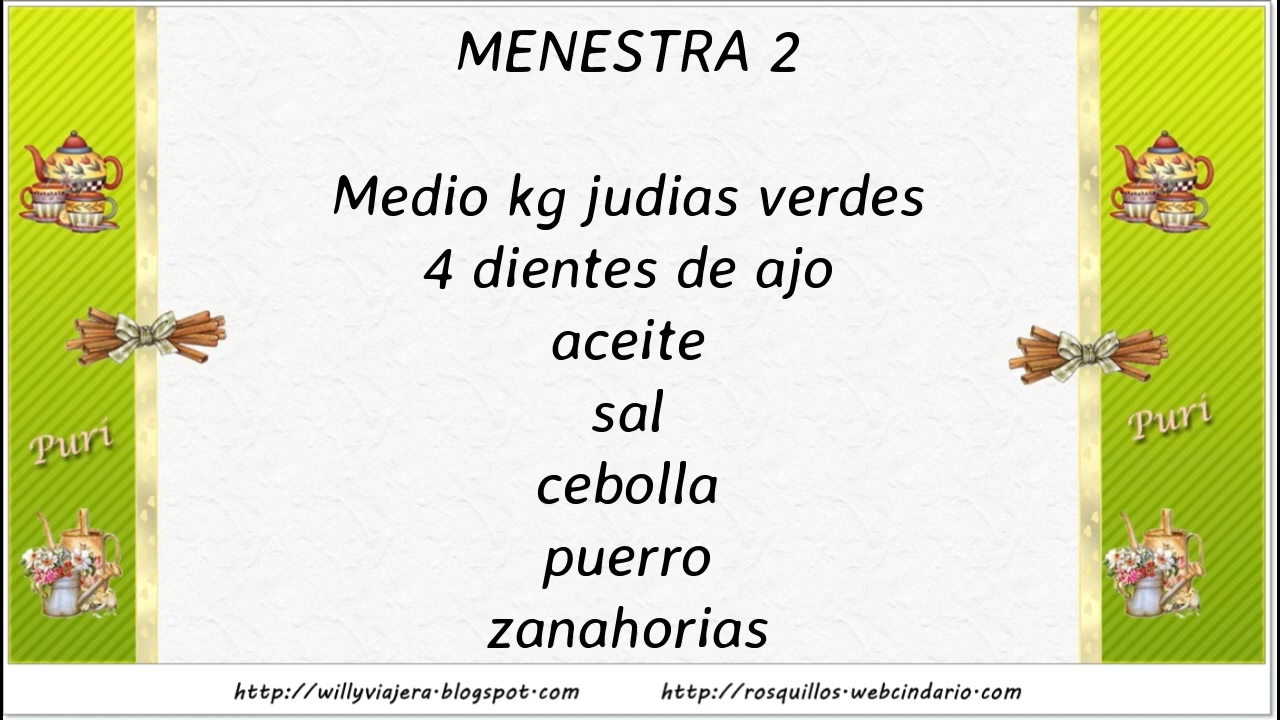 MENESTRA 2
Medio kg judias verdes
4 dientes de ajo
aceite
sal
cebolla
puerro
zanahorias
Puri
Puri
http://willyviajera.blogspot.com
http://rosquillos.webcindario.com